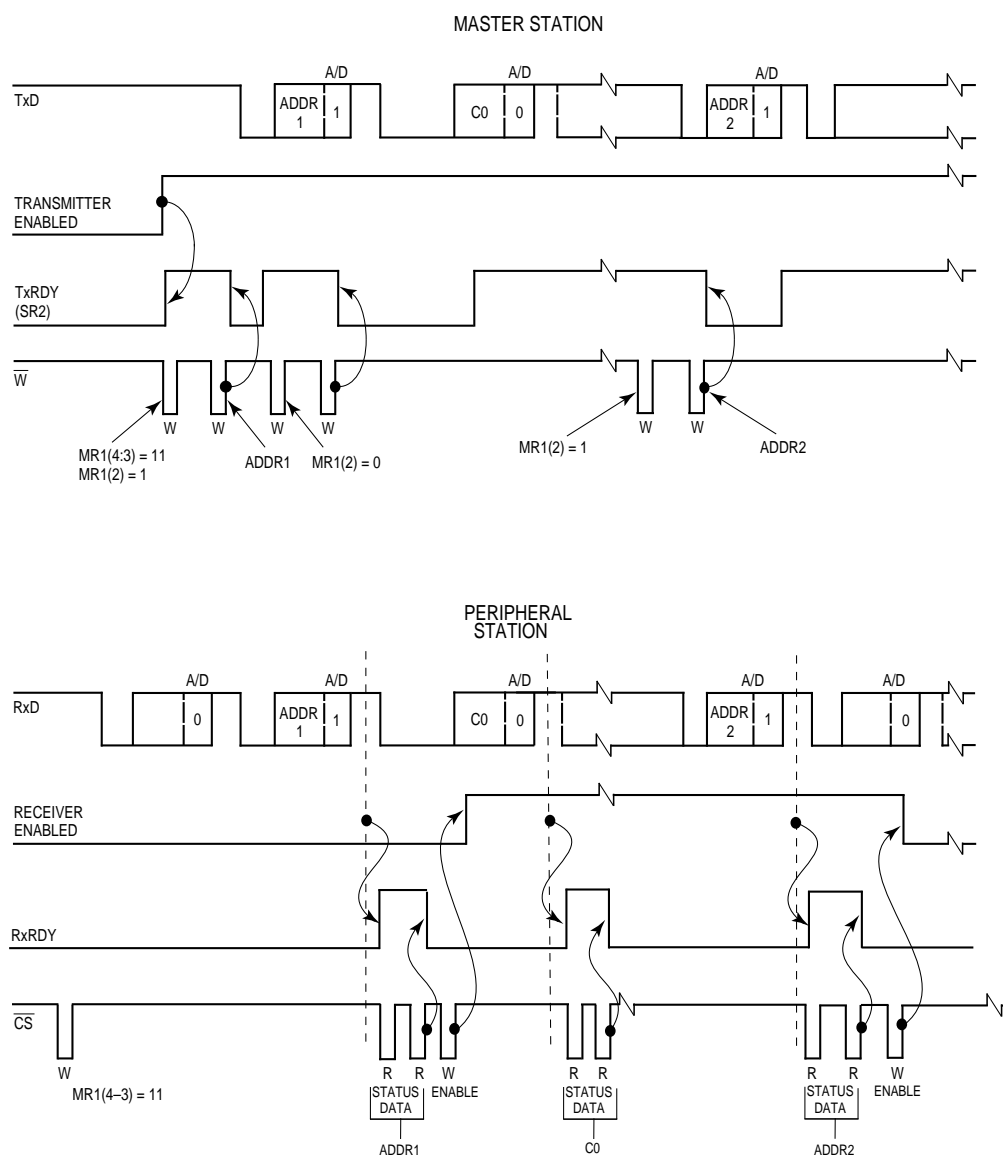 MASTER STATION
A/D A/D A/D
TxD
ADDR 1 1 C0 0 ADDR 2 1
TRANSMITTER
ENABLED
TxRDY
(SR2)
W
W W W W W W
MR1(4:3) = 11
MR1(2) = 1
ADDR1
MR1(2) = 0
MR1(2) = 1
ADDR2
PERIPHERAL
STATION
A/D A/D A/D A/D A/D
RxD
0 ADDR 1 1 C0 0 ADDR 2 1 0
RECEIVER
ENABLED
RxRDY
CS
W R R W R R R R W
MR1(4–3) = 11
STATUS
DATA
ENABLE
STATUS
DATA
STATUS
DATA
ENABLE
ADDR1
C0
ADDR2